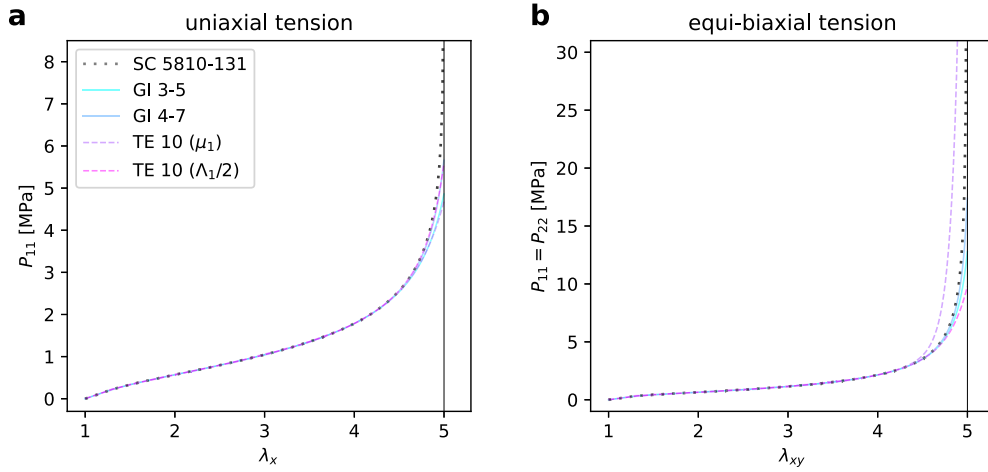 a
uniaxial tension
P₁₁ [MPa]
8
7
6
5
4
3
2
1
0
SC 5810-131
GI 3-5
GI 4-7
TE 10 (μ₁)
TE 10 (Λ₁/2)
1 2 3 4 5
λₓ
b
equi-biaxial tension
P₁₁ = P₂₂ [MPa]
30
25
20
15
10
5
0
1 2 3 4 5
λ_{xy}